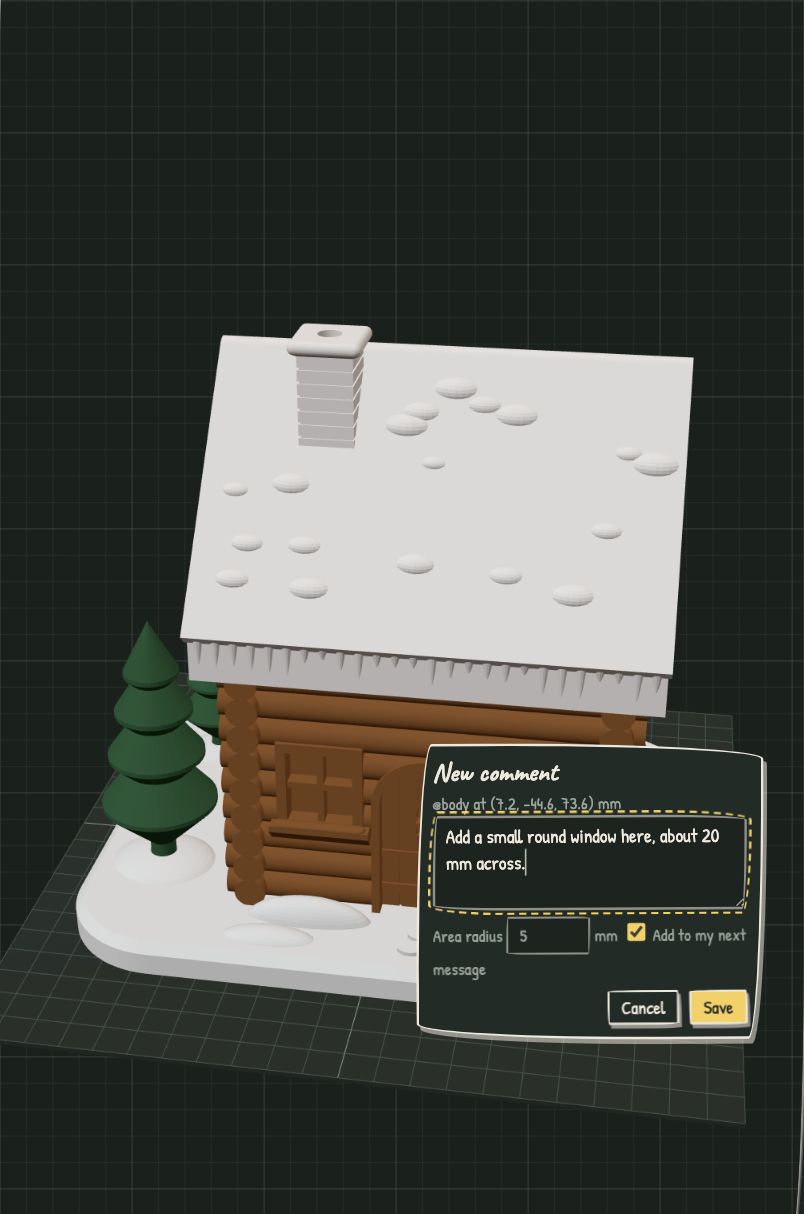 New comment
@body at (7.2, -44.6, 73.6) mm
Add a small round window here, about 20
mm across.
Area radius 5 mm Add to my next
message
Cancel Save